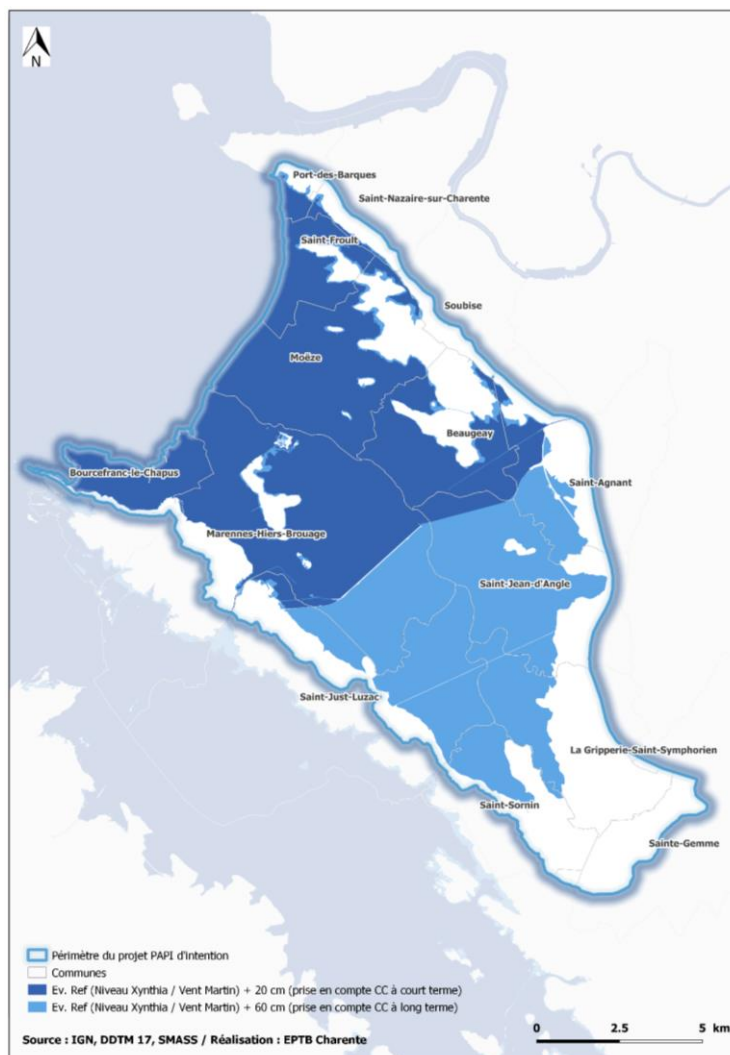 N
Port-des-Barques
Saint-Nazaire-sur-Charente
Saint-Froult
Soubise
Moëze
Beaugeay
Bourcefranc-le-Chapus
Saint-Agnant
Marennes-Hiers-Brouage
Saint-Jean-d'Angle
Saint-Just-Luzac
La Gripperie-Saint-Symphorien
Saint-Sornin
Sainte-Gemme
Périmètre du projet PAPI d'intention
Communes
Ev. Ref (Niveau Xynthia / Vent Martin) + 20 cm (prise en compte CC à court terme)
Ev. Ref (Niveau Xynthia / Vent Martin) + 60 cm (prise en compte CC à long terme)
Source : IGN, DDTM 17, SMASS / Réalisation : EPTB Charente
0 2.5 5 km